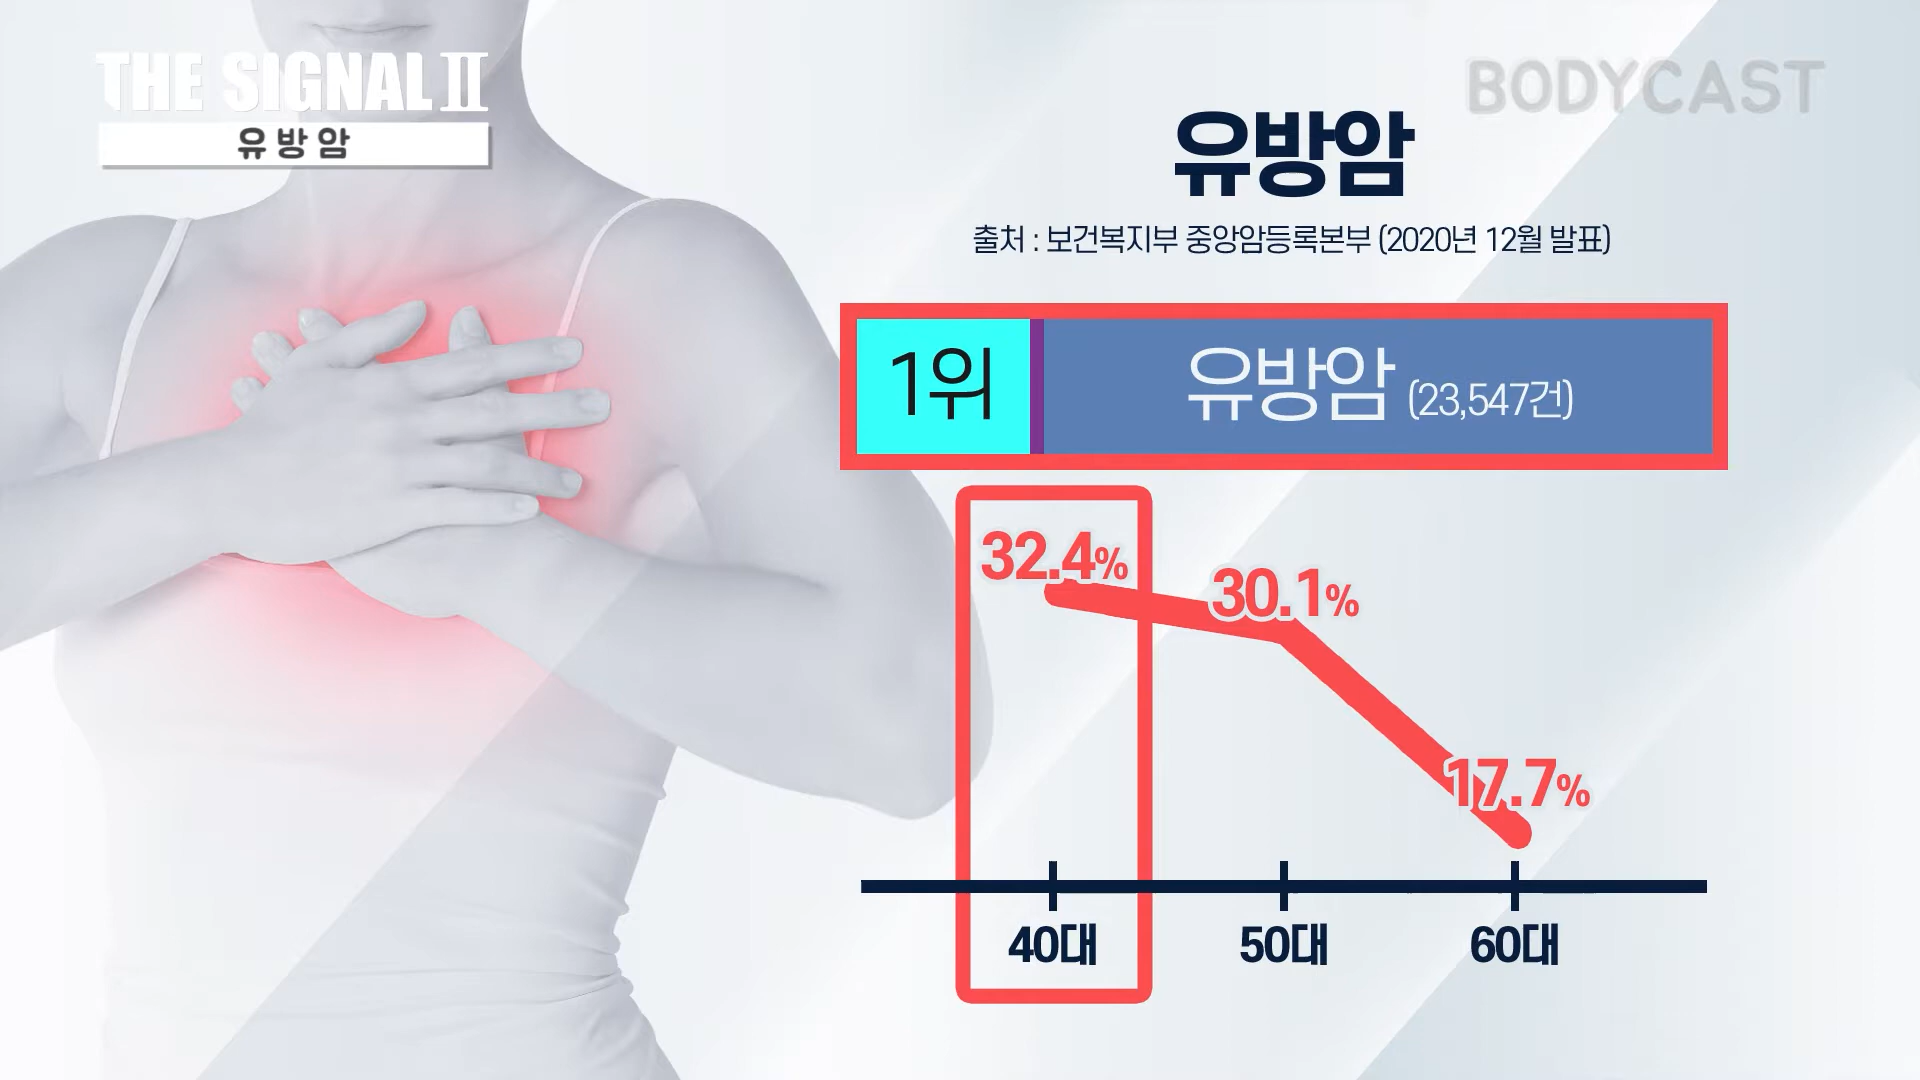 THE SIGNAL II
유방암
BODYCAST
유방암
출처 : 보건복지부 중앙암등록본부 (2020년 12월 발표)
1위 유방암 (23,547건)
32.4% 30.1% 17.7%
40대 50대 60대